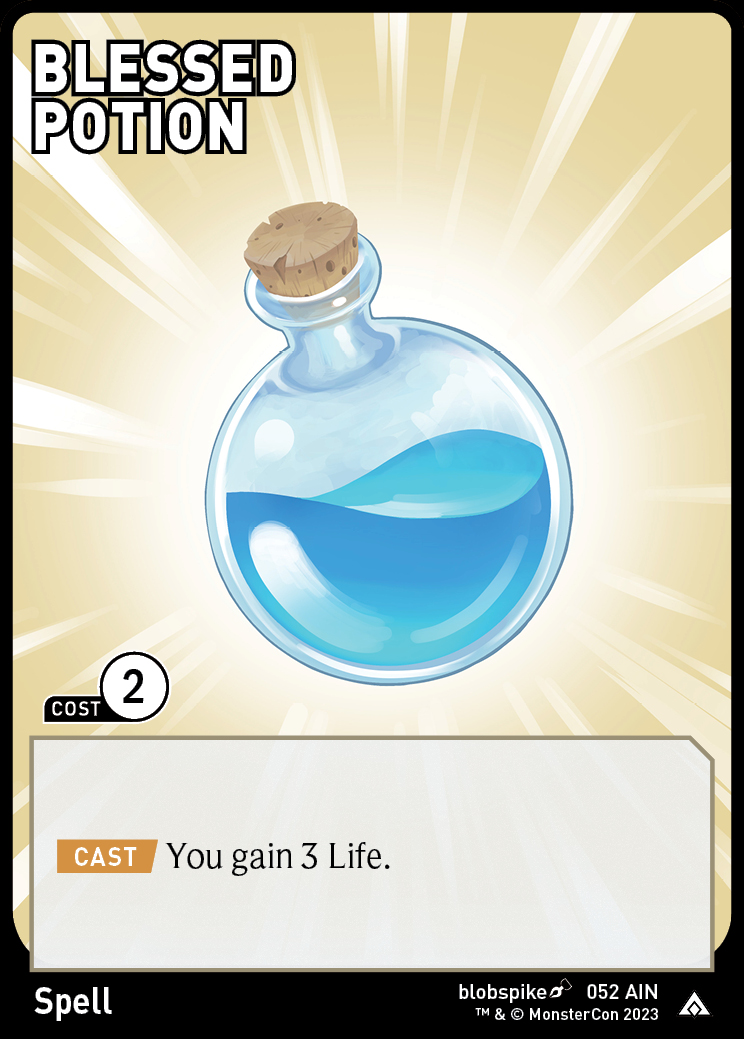 BLESSED
POTION
COST 2
CAST You gain 3 Life.
Spell
blobspike 052 AIN
™ & © MonsterCon 2023